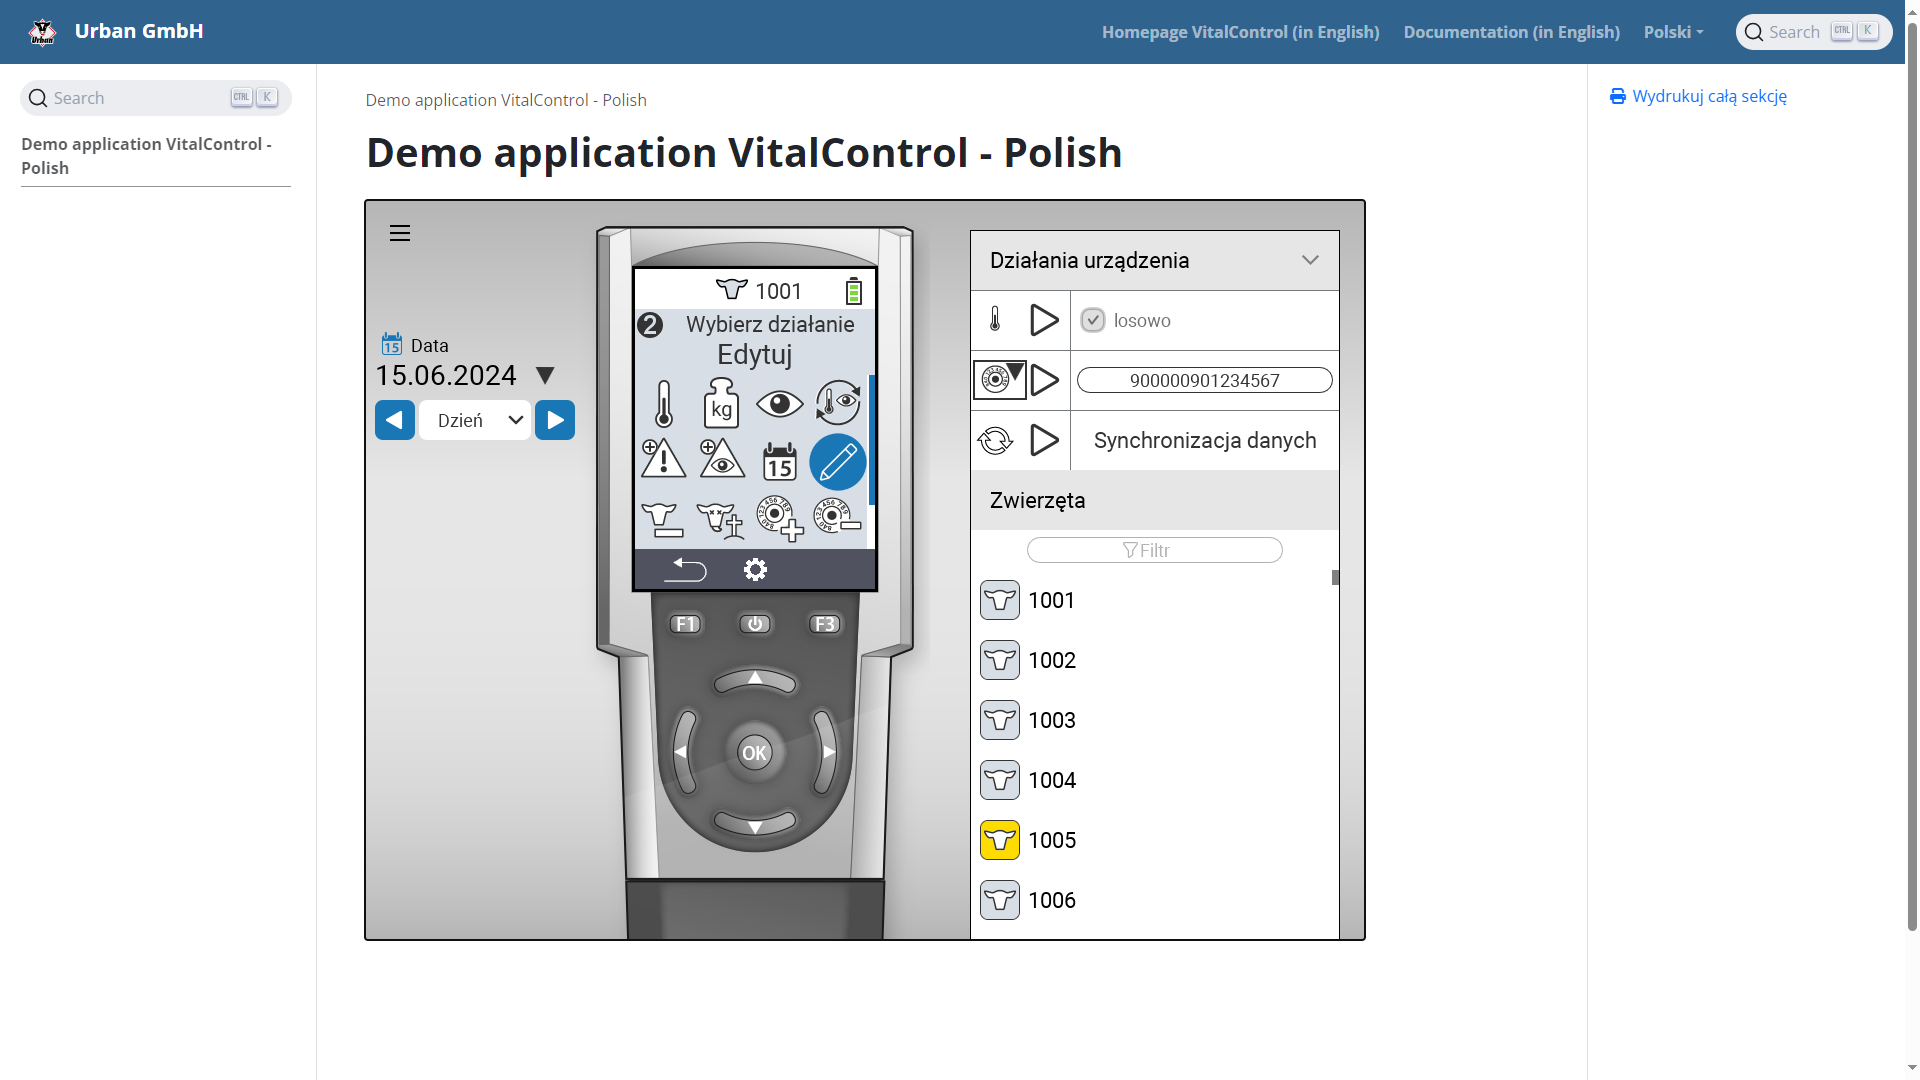 Urban GmbH
Homepage VitalControl (in English)
Documentation (in English)
Polski
Search CTRL K
Search CTRL K
Demo application VitalControl -
Polish
Demo application VitalControl - Polish
Demo application VitalControl - Polish
Wydrukuj całą sekcję
15 Data
15.06.2024
Dzień
1001
2 Wybierz działanie
Edytuj
kg
15
F1
F3
OK
Działania urządzenia
losowo
900000901234567
Synchronizacja danych
Zwierzęta
Filtr
1001
1002
1003
1004
1005
1006